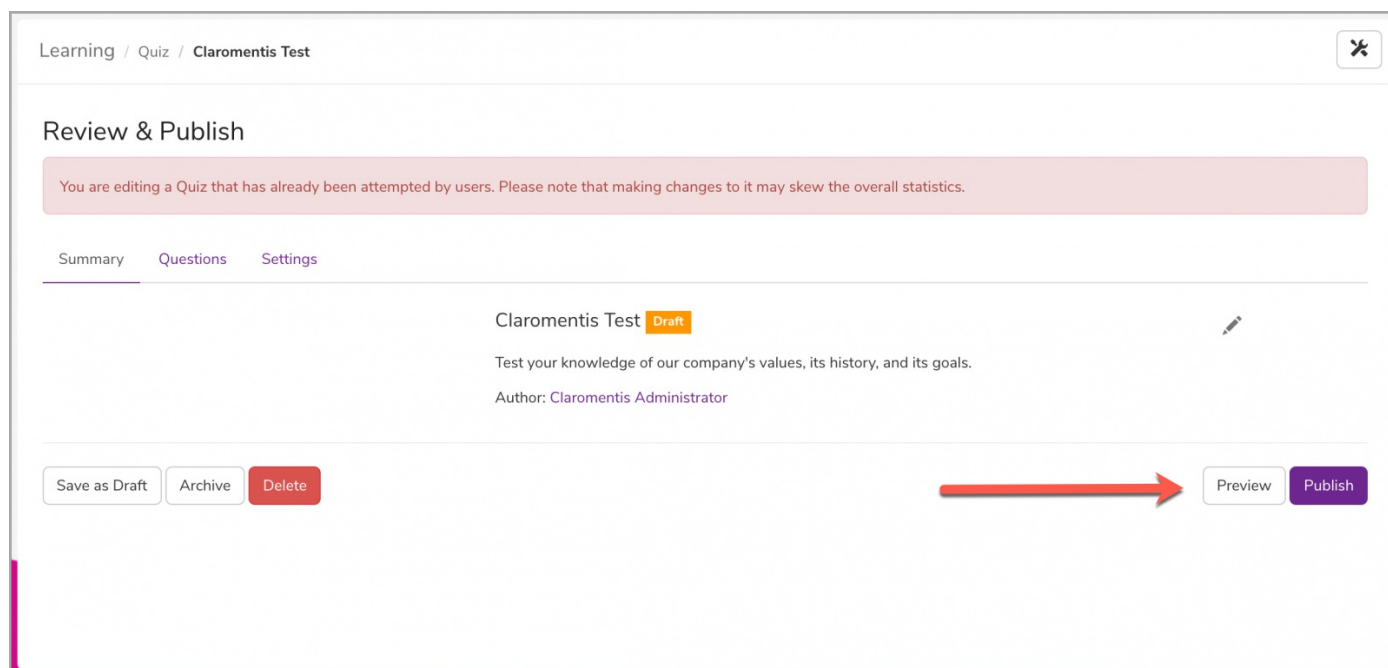 Learning / Quiz / Claromentis Test
Review & Publish
You are editing a Quiz that has already been attempted by users. Please note that making changes to it may skew the overall statistics.
Summary Questions Settings
Claromentis Test Draft
Test your knowledge of our company's values, its history, and its goals.
Author: Claromentis Administrator
Save as Draft Archive Delete Preview Publish